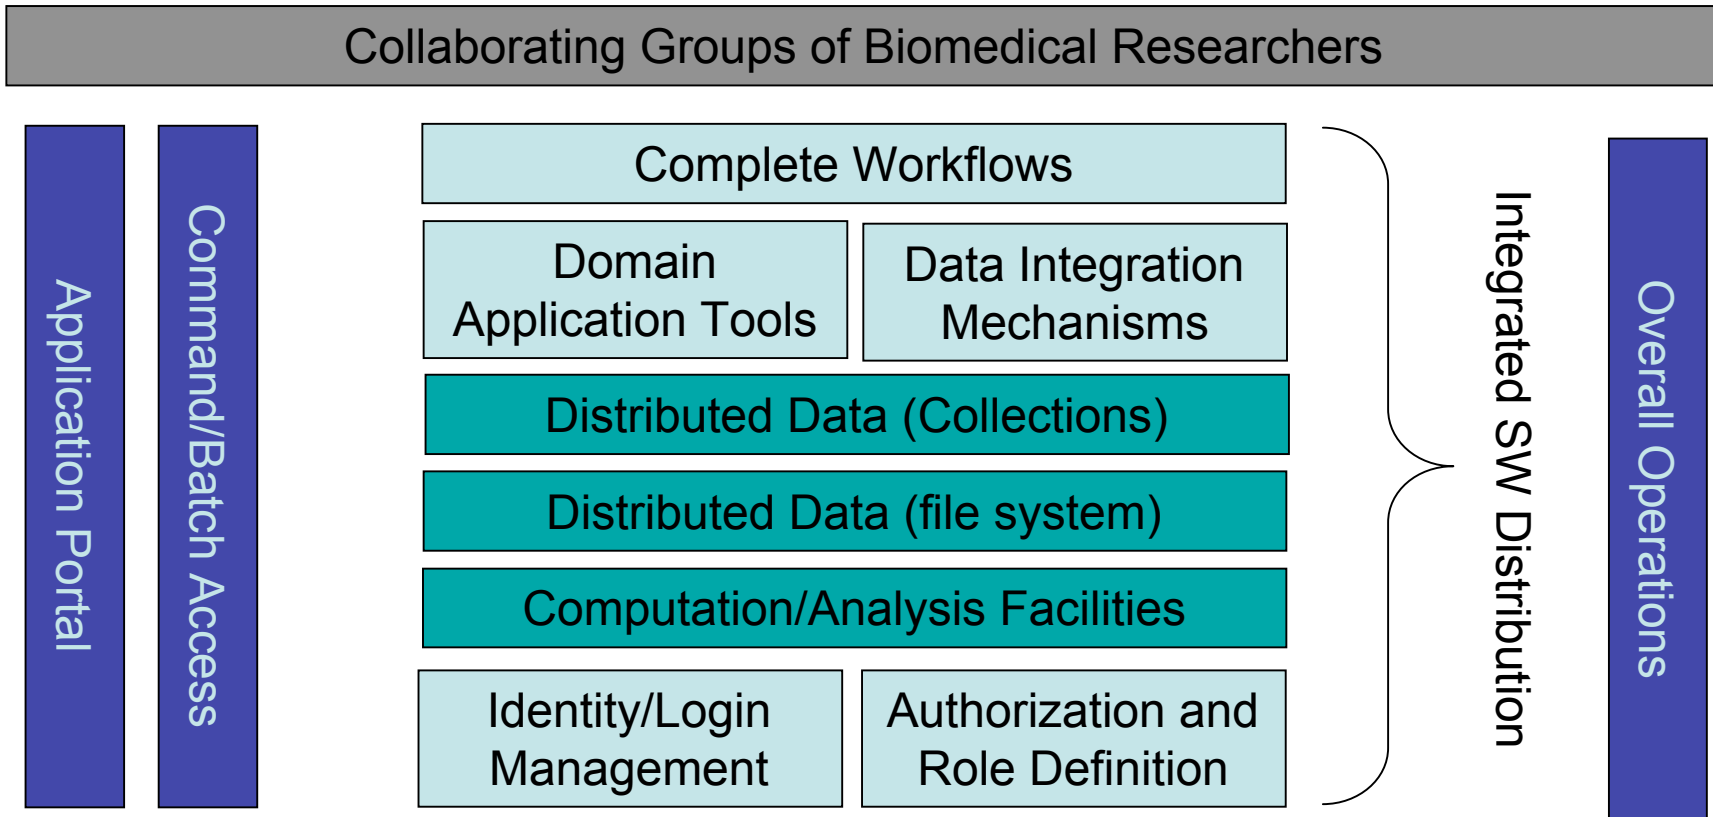 Collaborating Groups of Biomedical Researchers
Application Portal
Command/Batch Access
Complete Workflows
Domain
Application Tools
Data Integration
Mechanisms
Distributed Data (Collections)
Distributed Data (file system)
Computation/Analysis Facilities
Identity/Login
Management
Authorization and
Role Definition
Integrated SW Distribution
Overall Operations